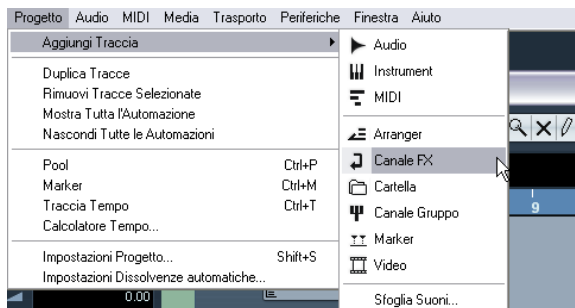 Progetto Audio MIDI Media Trasporto Periferiche Finestra Aiuto
Aggiungi Traccia
Duplica Tracce
Rimuovi Tracce Selezionate
Mostra Tutta l'Automazione
Nascondi Tutte le Automazioni
Pool Ctrl+P
Marker Ctrl+M
Traccia Tempo Ctrl+T
Calcolatore Tempo...
Impostazioni Progetto... Shift+S
Impostazioni Dissolvenze automatiche...
Audio
Instrument
MIDI
Arranger
Canale FX
Cartella
Canale Gruppo
Marker
Video
Sfoglia Suoni...
9
0.00